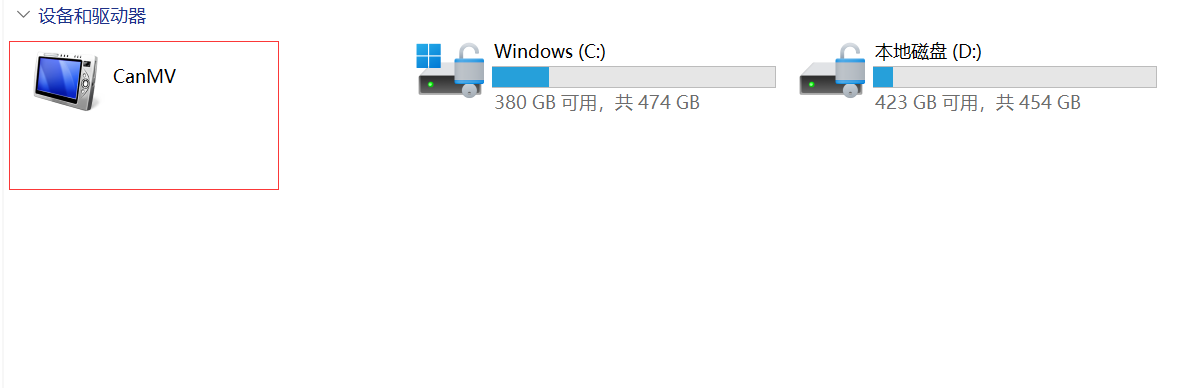 设备和驱动器
CanMV
Windows (C:)
380 GB 可用，共 474 GB
本地磁盘 (D:)
423 GB 可用，共 454 GB